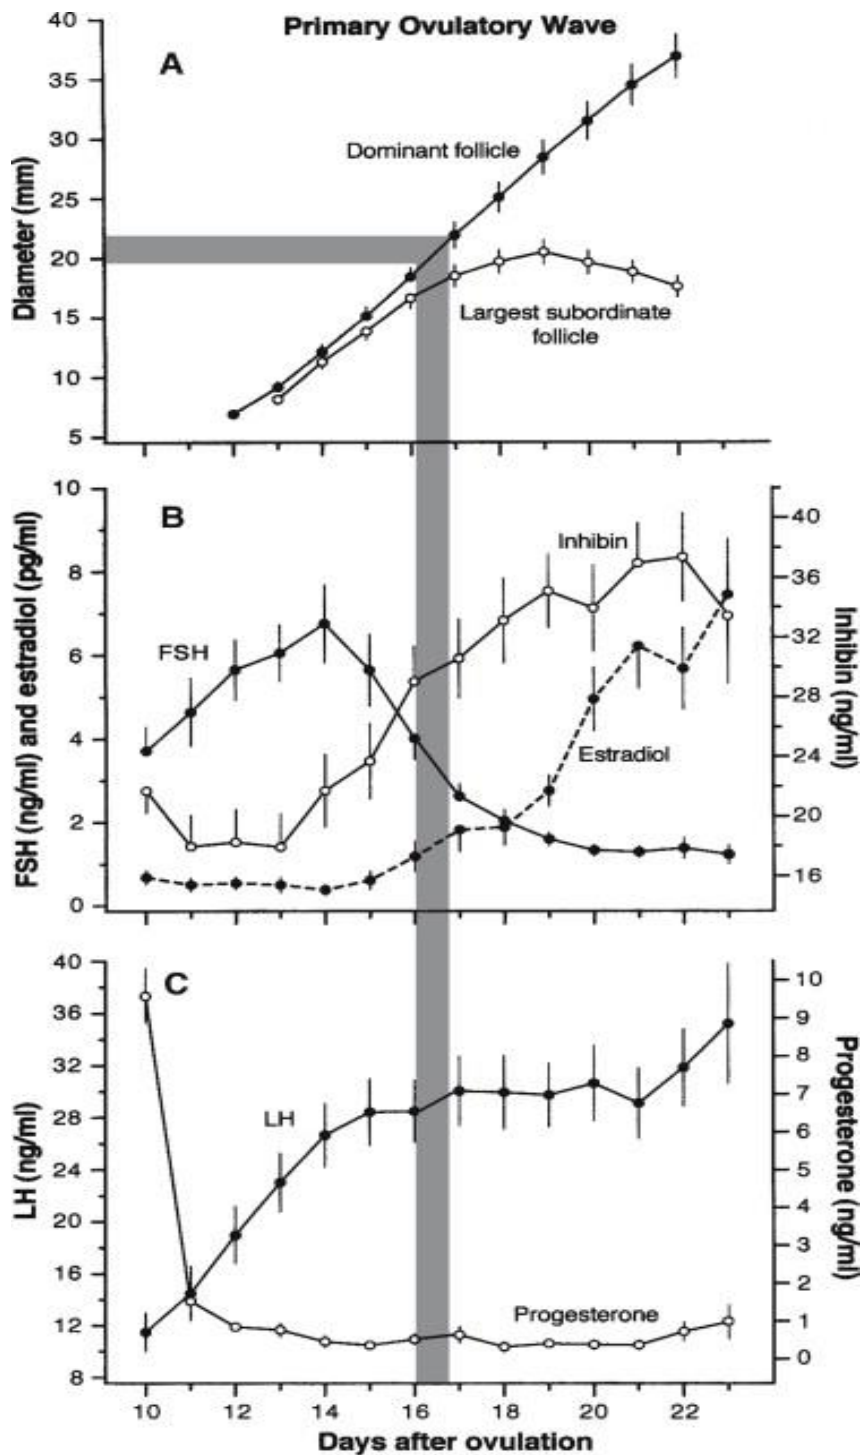 Primary Ovulatory Wave
A
40
35
30
25
20
15
10
5
Diameter (mm)
Dominant follicle
Largest subordinate
follicle
B
10
8
6
4
2
0
FSH (ng/ml) and estradiol (pg/ml)
FSH
Inhibin
Estradiol
40
36
32
28
24
20
16
Inhibin (ng/ml)
C
40
36
32
28
24
20
16
12
8
LH (ng/ml)
LH
Progesterone
10
9
8
7
6
5
4
3
2
1
0
Progesterone (ng/ml)
10 12 14 16 18 20 22
Days after ovulation